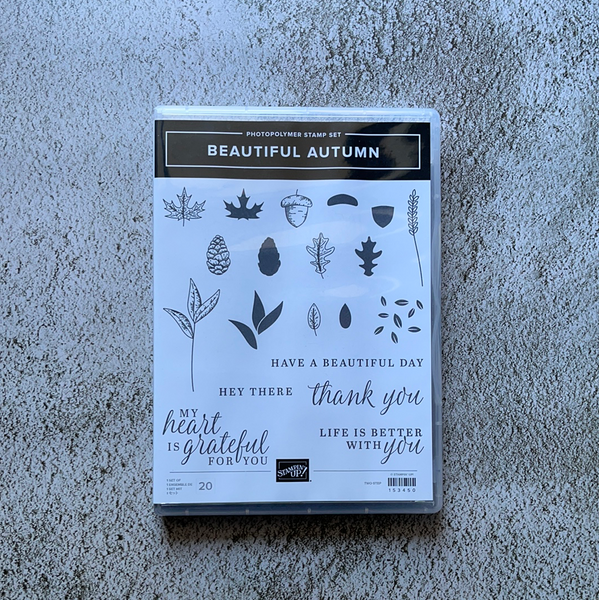 PHOTOPOLYMER STAMP SET
BEAUTIFUL AUTUMN
HAVE A BEAUTIFUL DAY
HEY THERE
thank you
MY
heart
IS grateful
FOR YOU
LIFE IS BETTER
WITH you
STAMPIN' UP!
20
153450